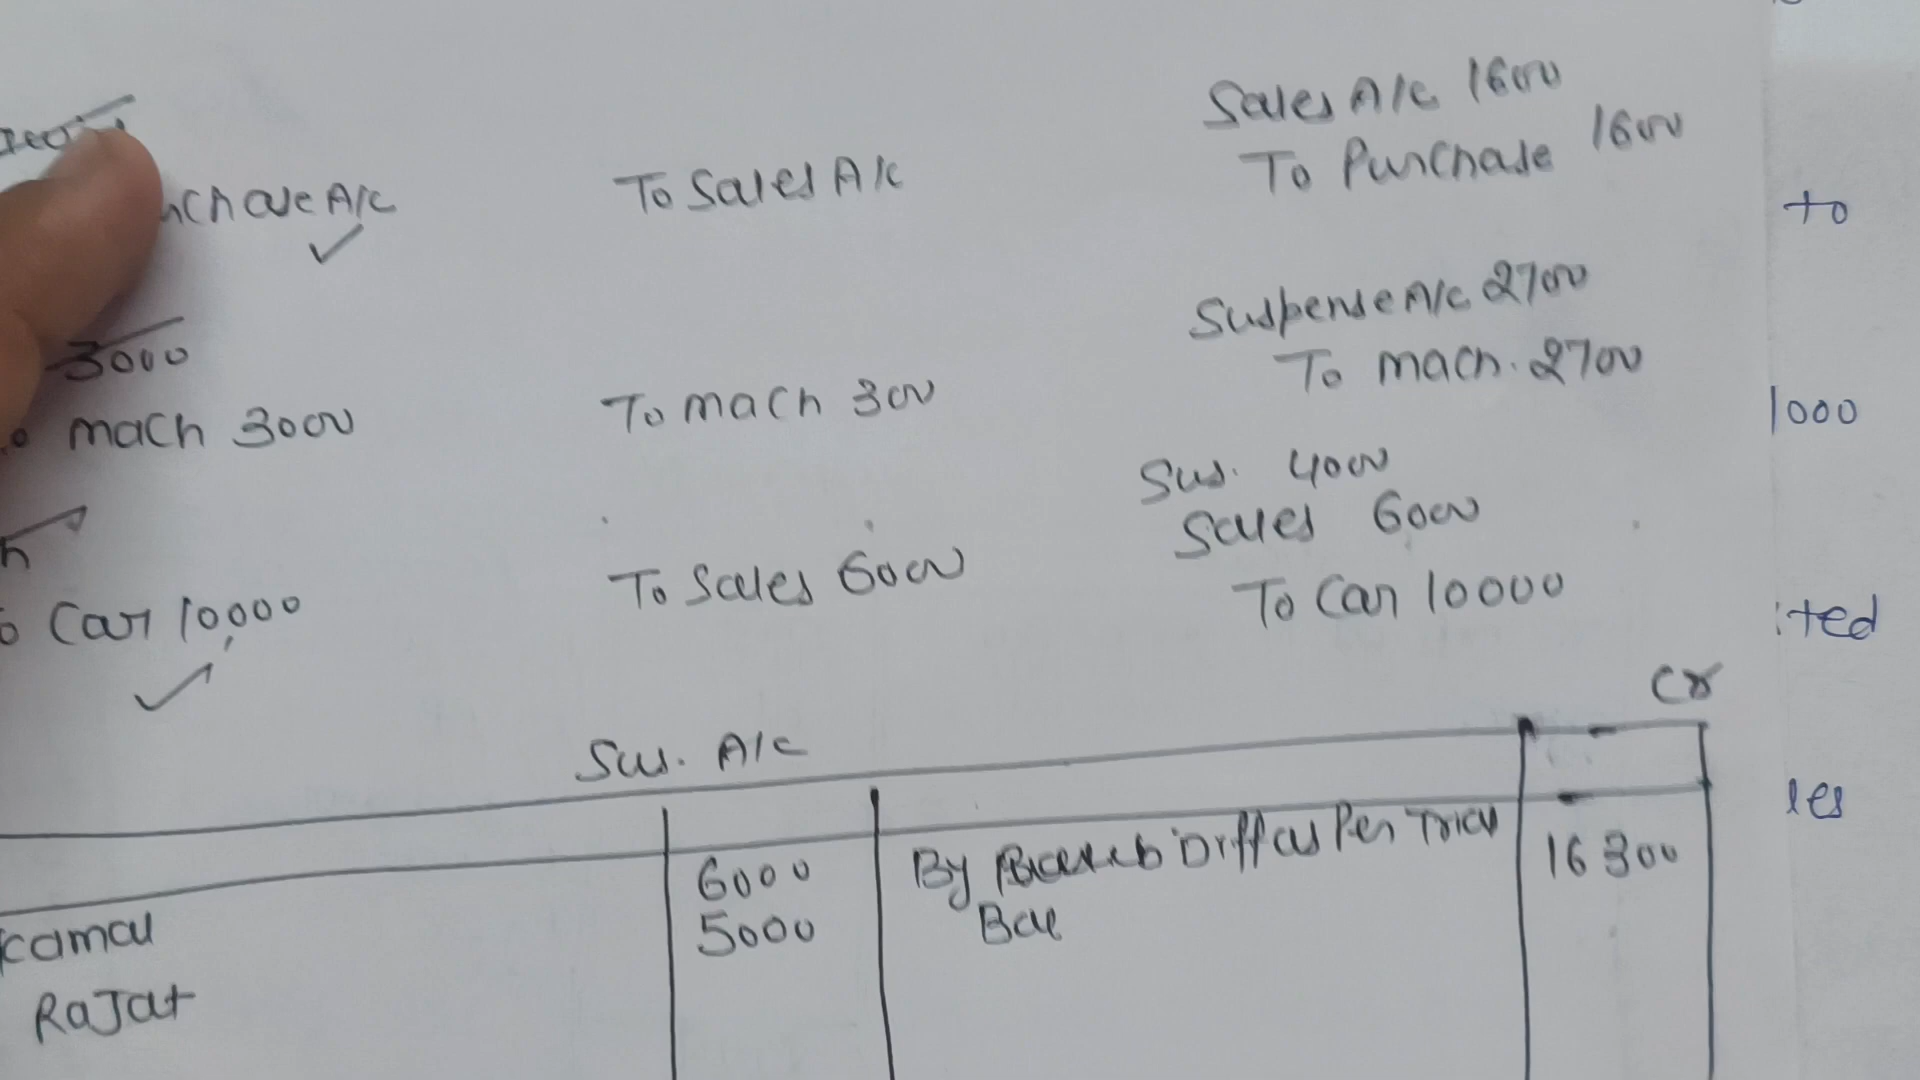 Sales A/c 1600
To Purchase 1600
chase A/c To Sales A/c
to
Suspense A/c 2700
3000
To mach. 2700
mach 3000 To mach 300
1000
Sus. 4000
Sales 6000
To Sales 6000
To Car 10000
Car 10,000
ited
Cr
Sus. A/c
les
6000 By Diff as Per Trial 16300
Kamal 5000 Bal
Rajat